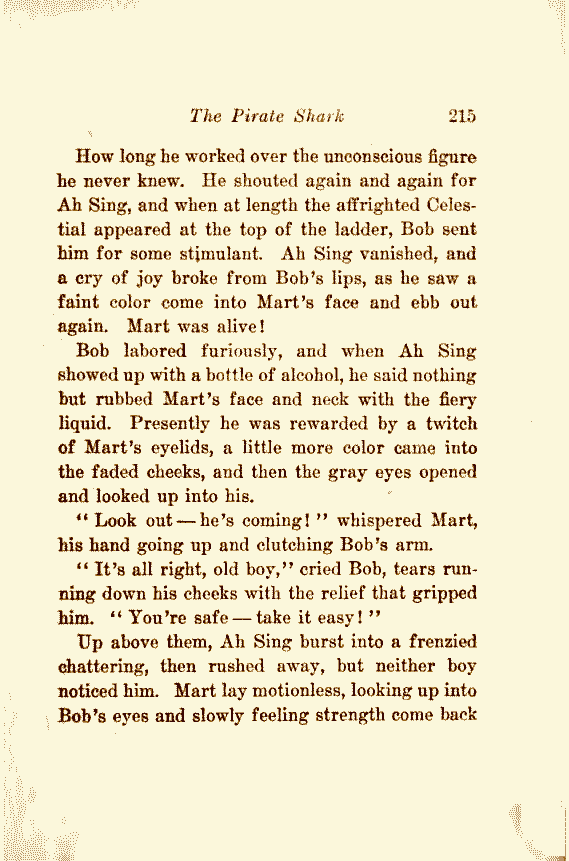 The Pirate Shark 215
How long he worked over the unconscious figure
he never knew. He shouted again and again for
Ah Sing, and when at length the affrighted Celes-
tial appeared at the top of the ladder, Bob sent
him for some stimulant. Ah Sing vanished, and
a cry of joy broke from Bob's lips, as he saw a
faint color come into Mart's face and ebb out
again. Mart was alive!
Bob labored furiously, and when Ah Sing
showed up with a bottle of alcohol, he said nothing
but rubbed Mart's face and neck with the fiery
liquid. Presently he was rewarded by a twitch
of Mart's eyelids, a little more color came into
the faded cheeks, and then the gray eyes opened
and looked up into his.
“ Look out — he's coming! ” whispered Mart,
his hand going up and clutching Bob's arm.
“ It's all right, old boy,” cried Bob, tears run-
ning down his cheeks with the relief that gripped
him. “ You're safe — take it easy! ”
Up above them, Ah Sing burst into a frenzied
chattering, then rushed away, but neither boy
noticed him. Mart lay motionless, looking up into
Bob's eyes and slowly feeling strength come back